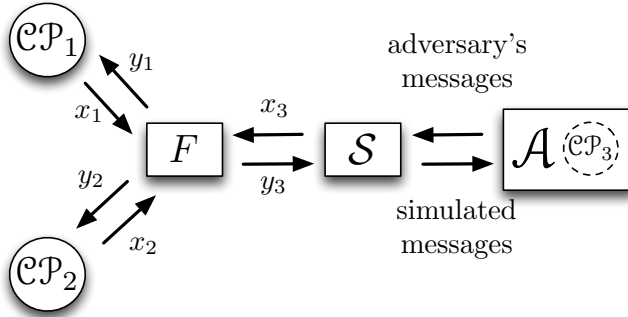 𝒞𝒫₁
y₁
x₁
adversary's
messages
x₃
F
S
A
𝒞𝒫₃
y₂
y₃
x₂
simulated
messages
𝒞𝒫₂